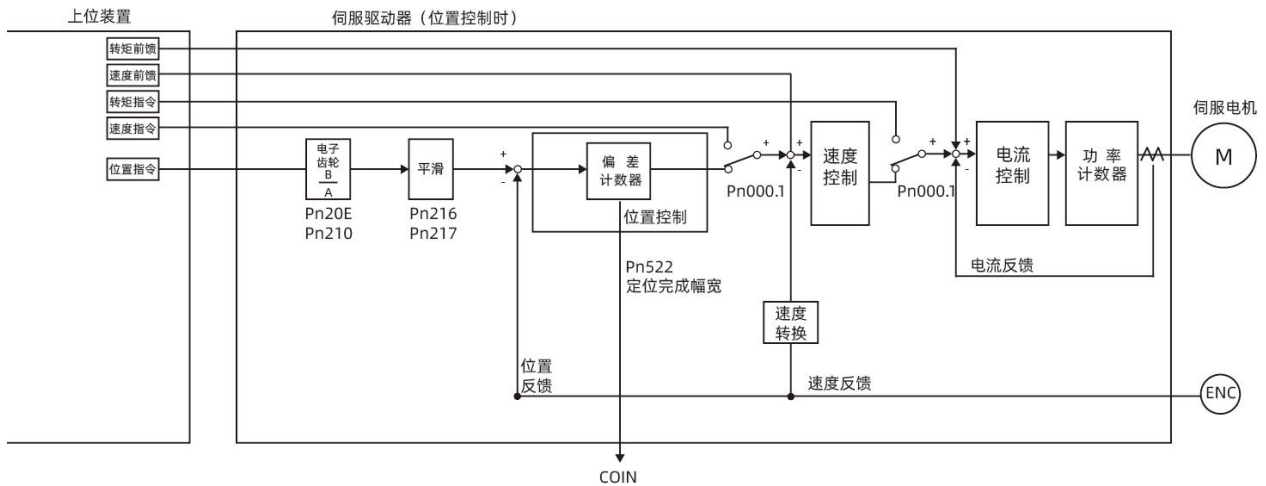 上位装置
伺服驱动器（位置控制时）
转矩前馈
速度前馈
转矩指令
速度指令
位置指令
电子
齿轮
B
A
Pn20E
Pn210
平滑
Pn216
Pn217
+
-
偏 差
计数器
位置控制
Pn522
定位完成幅宽
COIN
Pn000.1
+
+
-
速度
控制
Pn000.1
+
+
-
电流
控制
功 率
计数器
伺服电机
M
电流反馈
速度
转换
位置
反馈
速度反馈
ENC